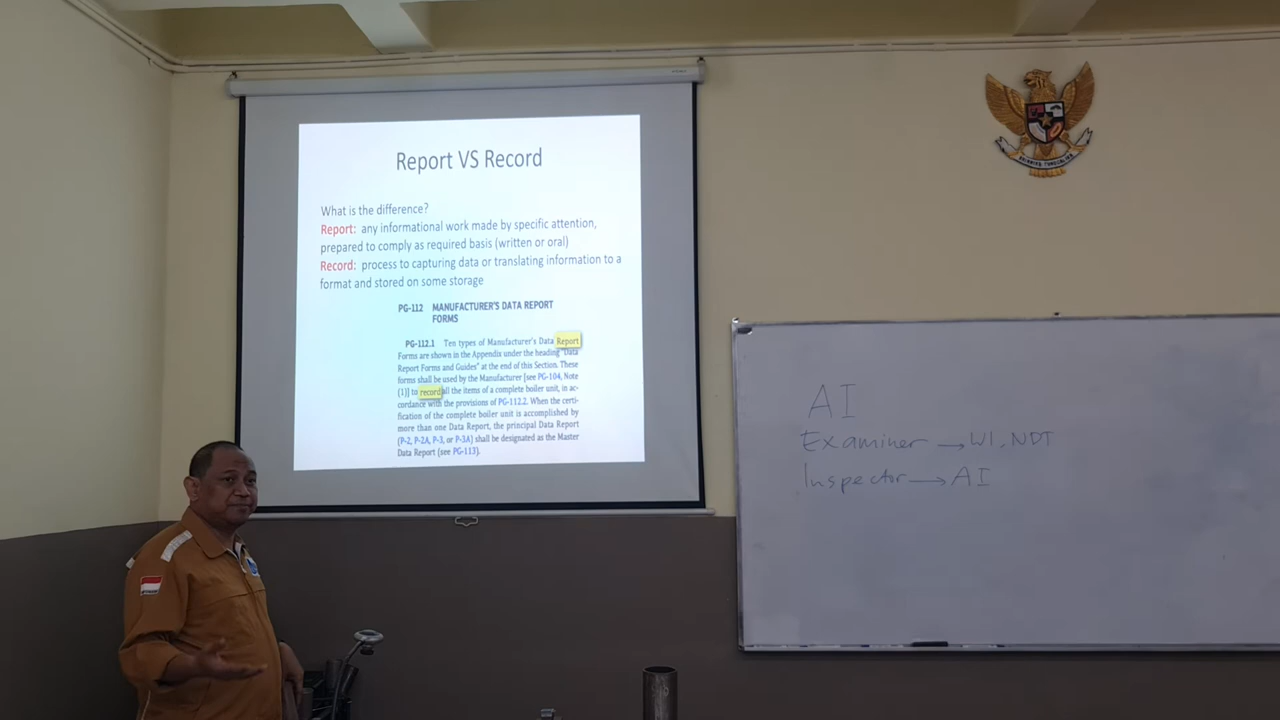 Report VS Record
What is the difference?
Report: any informational work made by specific attention,
prepared to comply as required basis (written or oral)
Record: process to capturing data or translating information to a
format and stored on some storage
PG-112 MANUFACTURER'S DATA REPORT
FORMS
PG-112.1 Ten types of Manufacturer's Data Report
Forms are shown in the Appendix under the heading "Data
Report Forms and Guides" at the end of this Section. These
forms shall be used by the Manufacturer [see PG-104, Note
(1)] to record all the items of a complete boiler unit, in ac-
cordance with the provisions of PG-112.2. When the certi-
fication of the complete boiler unit is accomplished by
more than one Data Report, the principal Data Report
(P-2, P-2A, P-3, or P-3A) shall be designated as the Master
Data Report (see PG-113).
BHINNEKA TUNGGAL IKA
AI
Examiner → WI, NDT
Inspector → AI